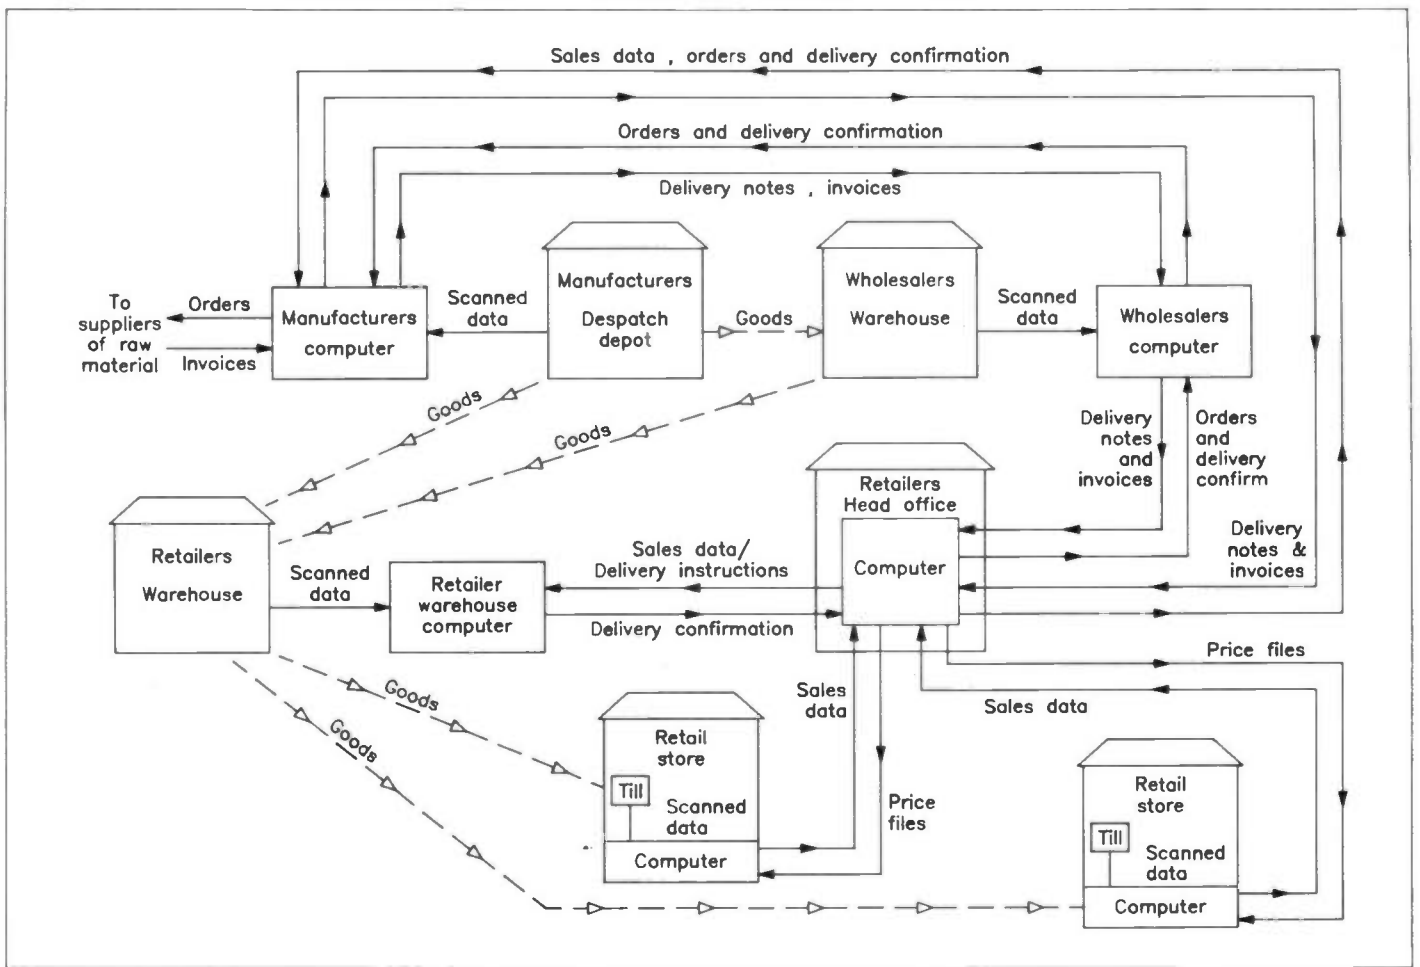 Sales data , orders and delivery confirmation
Orders and delivery confirmation
Delivery notes , invoices
To
suppliers
of raw
material
Orders
Invoices
Manufacturers
computer
Scanned
data
Manufacturers
Despatch
depot
Goods
Wholesalers
Warehouse
Scanned
data
Wholesalers
computer
Goods
Goods
Delivery
notes
and
invoices
Orders
and
delivery
confirm
Retailers
Head office
Computer
Delivery
notes &
invoices
Retailers
Warehouse
Scanned
data
Retailer
warehouse
computer
Sales data/
Delivery instructions
Delivery confirmation
Price files
Sales data
Goods
Goods
Sales
data
Price
files
Retail
store
Till
Scanned
data
Computer
Retail
store
Till
Scanned
data
Computer